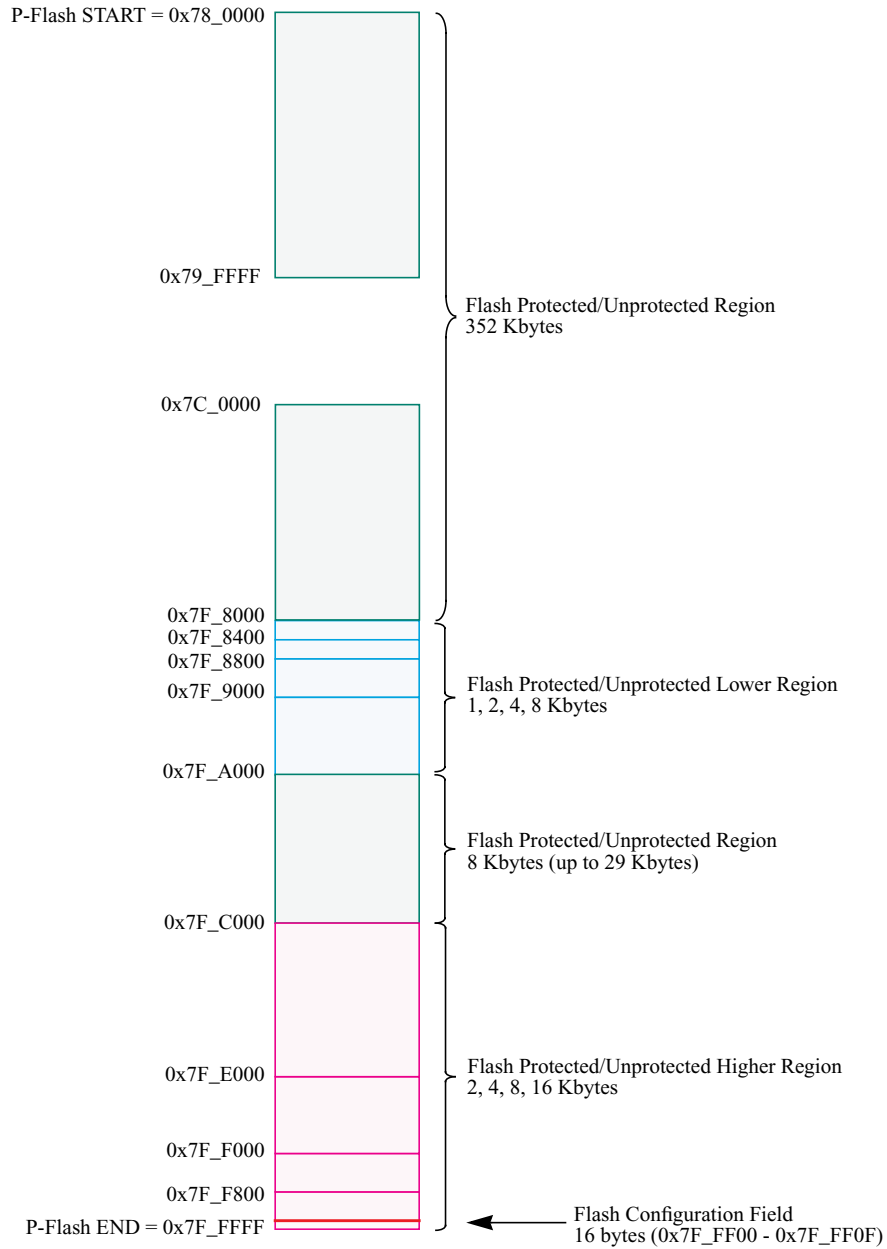 P-Flash START = 0x78_0000
0x79_FFFF
Flash Protected/Unprotected Region
352 Kbytes
0x7C_0000
0x7F_8000
0x7F_8400
0x7F_8800
0x7F_9000
Flash Protected/Unprotected Lower Region
1, 2, 4, 8 Kbytes
0x7F_A000
Flash Protected/Unprotected Region
8 Kbytes (up to 29 Kbytes)
0x7F_C000
0x7F_E000
Flash Protected/Unprotected Higher Region
2, 4, 8, 16 Kbytes
0x7F_F000
0x7F_F800
P-Flash END = 0x7F_FFFF
Flash Configuration Field
16 bytes (0x7F_FF00 - 0x7F_FF0F)